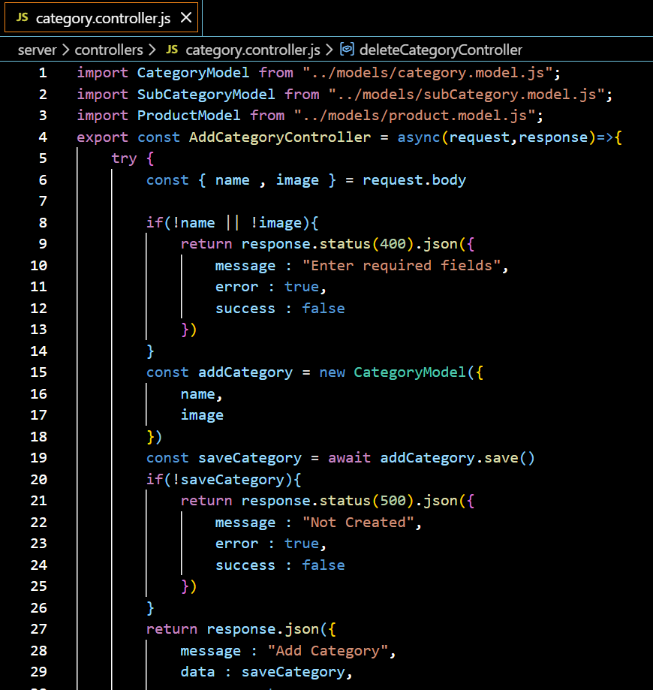 JS category.controller.js ×
server > controllers > JS category.controller.js > deleteCategoryController
1 import CategoryModel from "../models/category.model.js";
2 import SubCategoryModel from "../models/subCategory.model.js";
3 import ProductModel from "../models/product.model.js";
4 export const AddCategoryController = async(request,response)=>{
5     try {
6         const { name , image } = request.body
7
8         if(!name || !image){
9             return response.status(400).json({
10                 message : "Enter required fields",
11                 error : true,
12                 success : false
13             })
14         }
15         const addCategory = new CategoryModel({
16             name,
17             image
18         })
19         const saveCategory = await addCategory.save()
20         if(!saveCategory){
21             return response.status(500).json({
22                 message : "Not Created",
23                 error : true,
24                 success : false
25             })
26         }
27         return response.json({
28             message : "Add Category",
29             data : saveCategory,